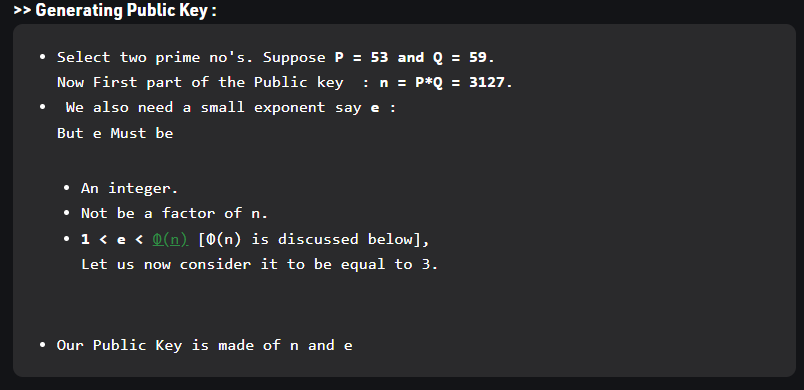 >> Generating Public Key :
• Select two prime no's. Suppose P = 53 and Q = 59.
Now First part of the Public key  : n = P*Q = 3127.
•  We also need a small exponent say e :
But e Must be
• An integer.
• Not be a factor of n.
• 1 < e < Φ(n) [Φ(n) is discussed below],
Let us now consider it to be equal to 3.
• Our Public Key is made of n and e